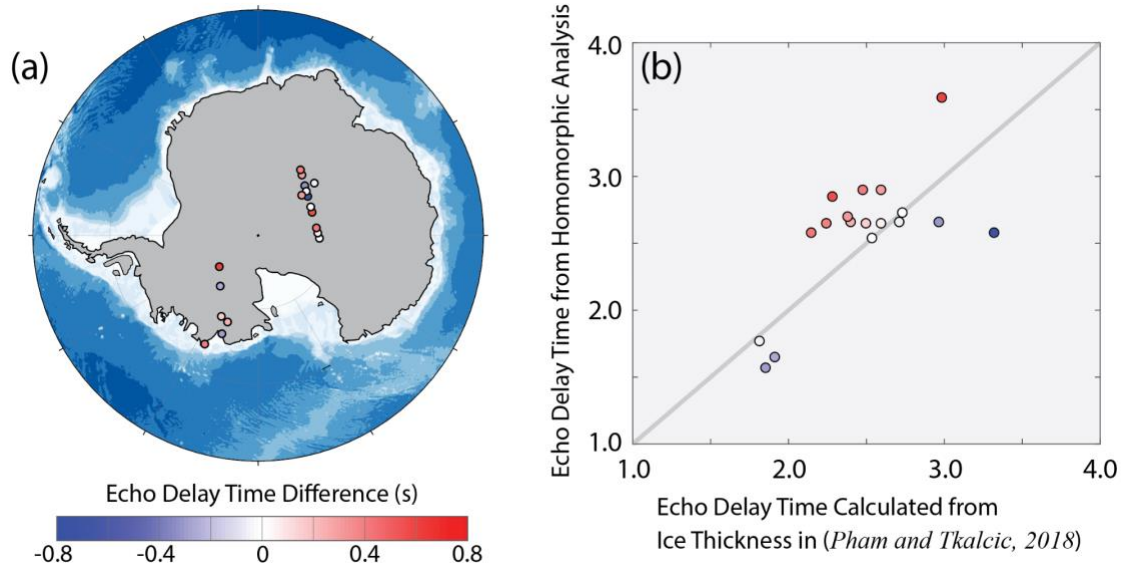 (a)
Echo Delay Time Difference (s)
-0.8
-0.4
0
0.4
0.8
(b)
Echo Delay Time from Homomorphic Analysis
4.0
3.0
2.0
1.0
1.0
2.0
3.0
4.0
Echo Delay Time Calculated from
Ice Thickness in (Pham and Tkalcic, 2018)